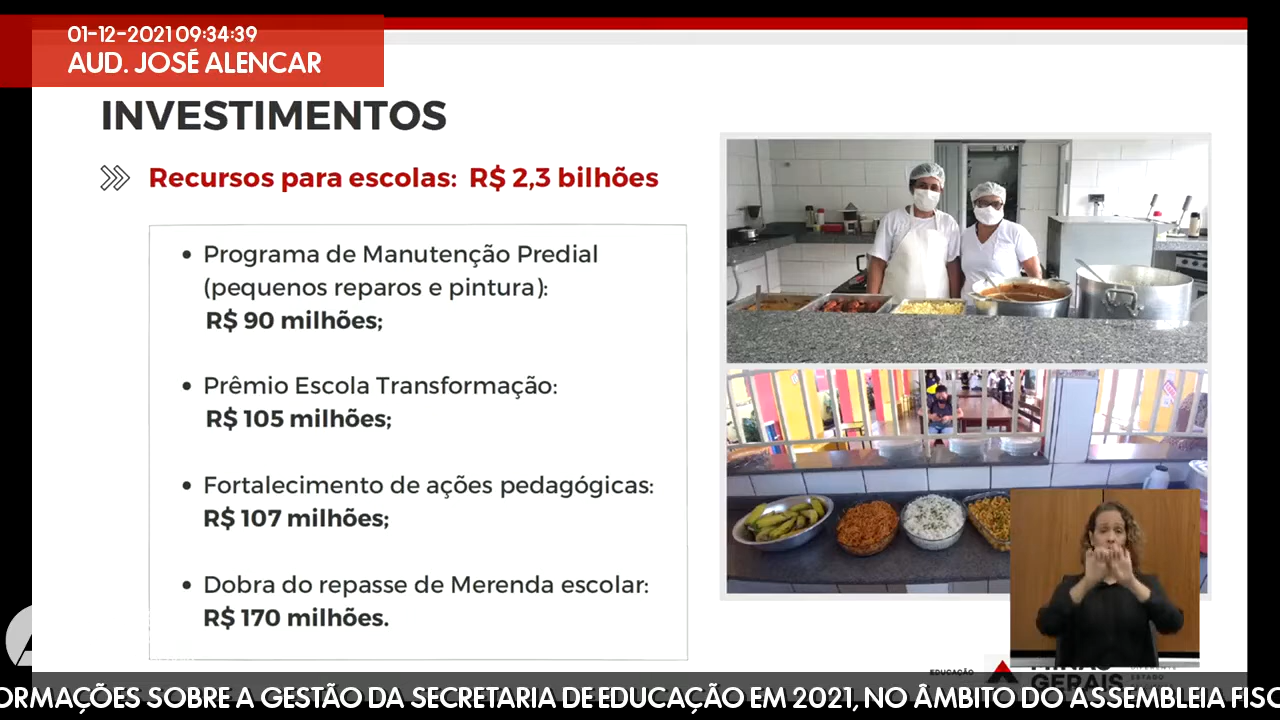 01-12-2021 09:34:39
AUD. JOSÉ ALENCAR
INVESTIMENTOS
Recursos para escolas: R$ 2,3 bilhões
• Programa de Manutenção Predial
(pequenos reparos e pintura):
R$ 90 milhões;
• Prêmio Escola Transformação:
R$ 105 milhões;
• Fortalecimento de ações pedagógicas:
R$ 107 milhões;
• Dobra do repasse de Merenda escolar:
R$ 170 milhões.
EDUCAÇÃO
MINAS
GERAIS
ESTADO
ORMAÇÕES SOBRE A GESTÃO DA SECRETARIA DE EDUCAÇÃO EM 2021, NO ÂMBITO DO ASSEMBLEIA FISC